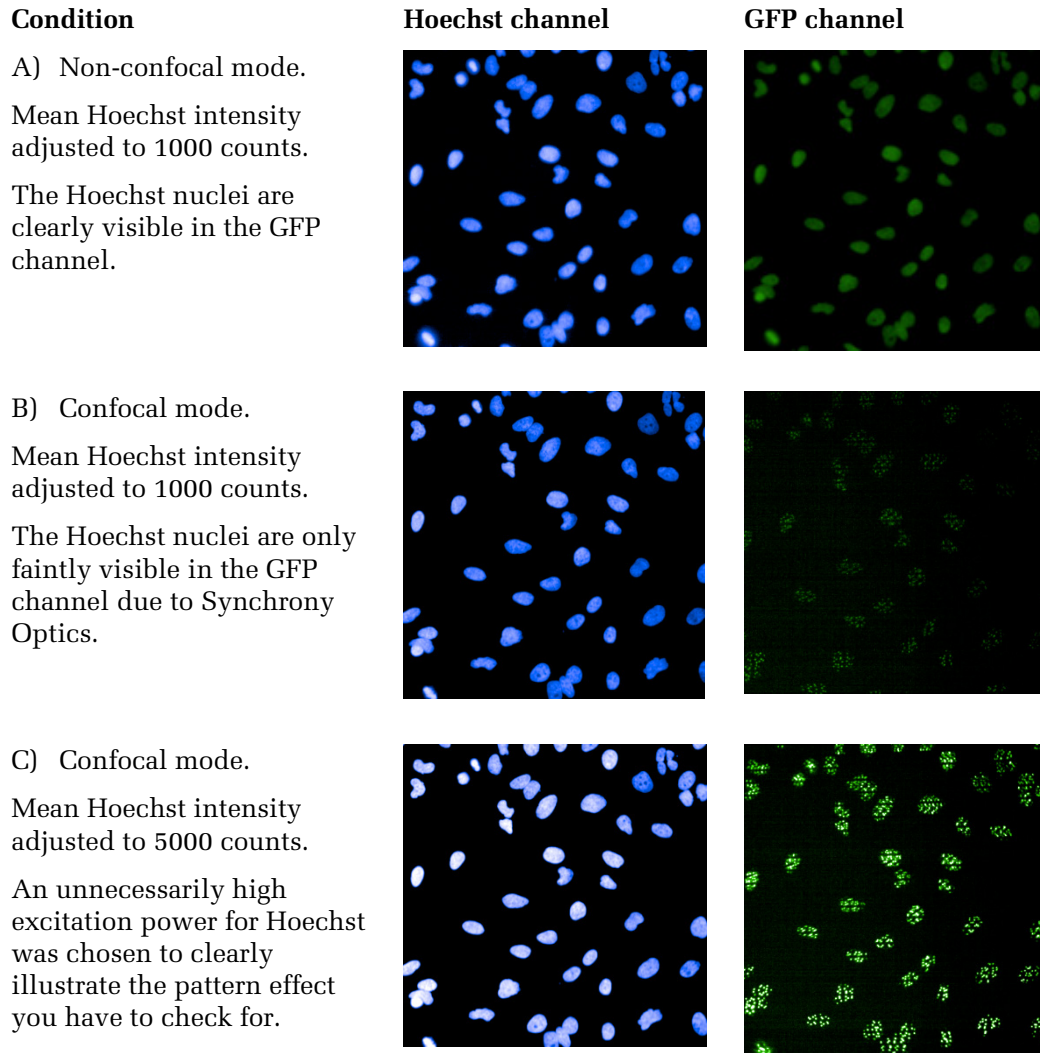 Condition Hoechst channel GFP channel
A) Non-confocal mode.
Mean Hoechst intensity
adjusted to 1000 counts.
The Hoechst nuclei are
clearly visible in the GFP
channel.
B) Confocal mode.
Mean Hoechst intensity
adjusted to 1000 counts.
The Hoechst nuclei are only
faintly visible in the GFP
channel due to Synchrony
Optics.
C) Confocal mode.
Mean Hoechst intensity
adjusted to 5000 counts.
An unnecessarily high
excitation power for Hoechst
was chosen to clearly
illustrate the pattern effect
you have to check for.